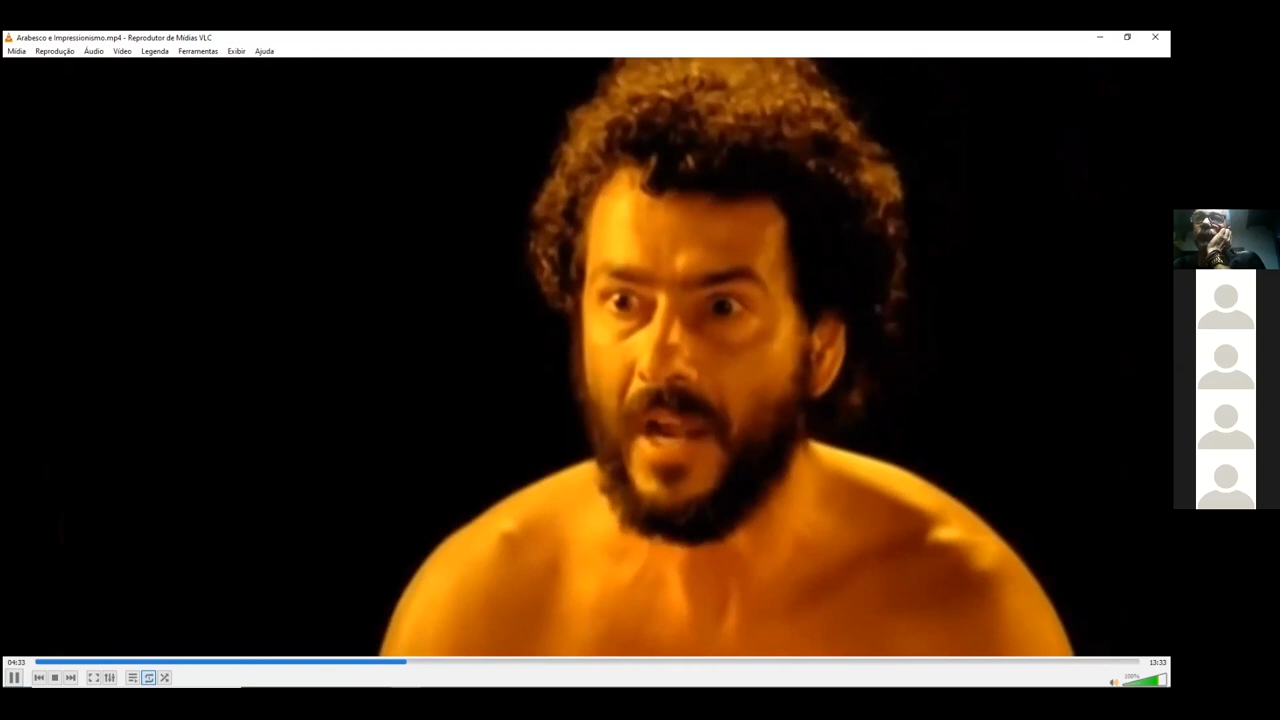 Arabesco e Impressionismo.mp4 - Reprodutor de Mídias VLC
Mídia Reprodução Áudio Vídeo Legenda Ferramentas Exibir Ajuda
04:33 13:33
100%